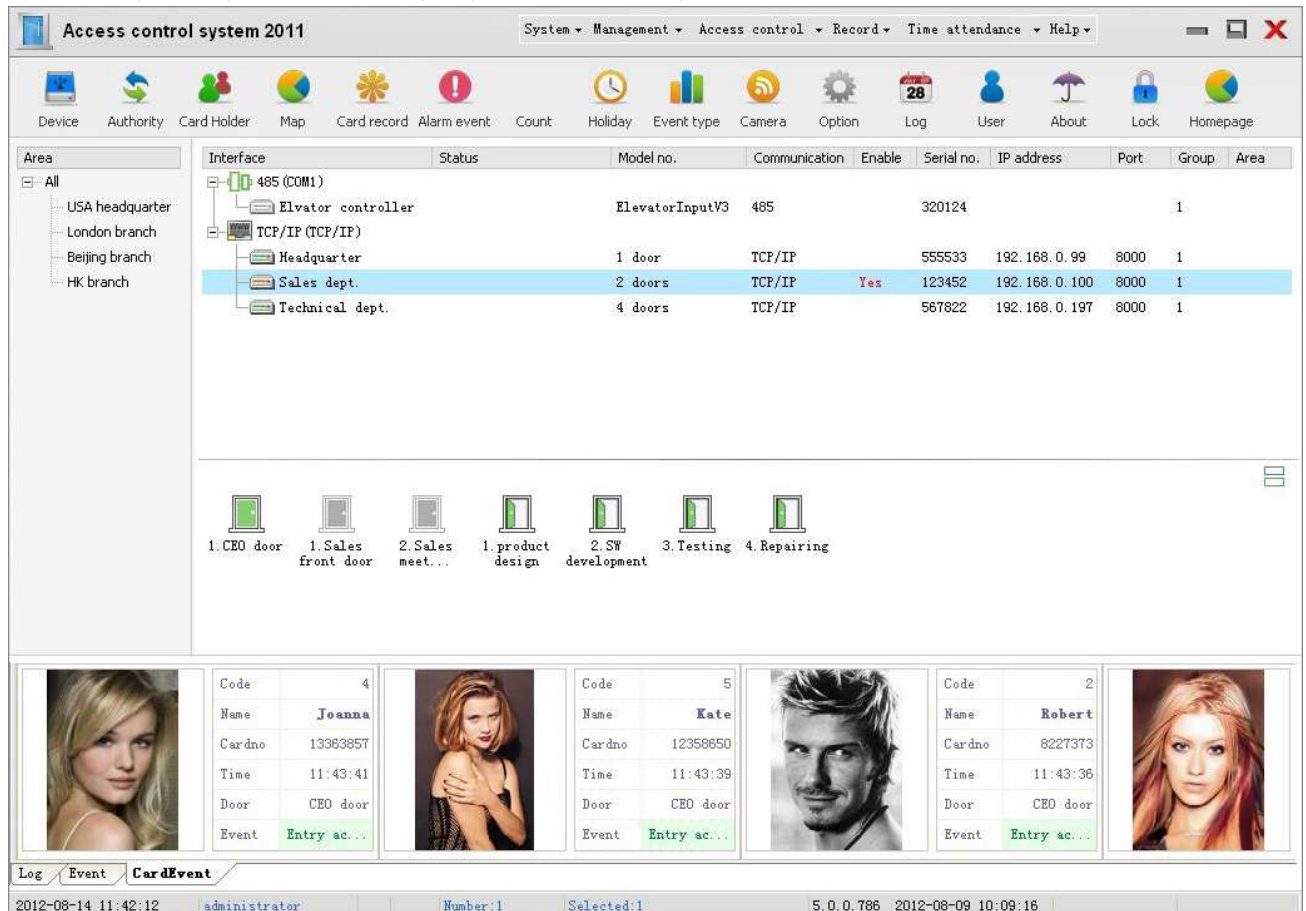 Access control system 2011
System Management Access control Record Time attendance Help
Device Authority Card Holder Map Card record Alarm event Count Holiday Event type Camera Option Log User About Lock Homepage
28
Area
All
USA headquarter
London branch
Beijing branch
HK branch
Interface Status Model no. Communication Enable Serial no. IP address Port Group Area
485 (COM1)
Elvator controller ElevatorInputV3 485 320124 1
TCP/IP (TCP/IP)
Headquarter 1 door TCP/IP 555533 192.168.0.99 8000 1
Sales dept. 2 doors TCP/IP Yes 123452 192.168.0.100 8000 1
Technical dept. 4 doors TCP/IP 567822 192.168.0.197 8000 1
1.CEO door 1.Sales 2.Sales 1.product 2.SW 3.Testing 4.Repairing
front door meet... design development
Code 4
Name Joanna
Cardno 13363857
Time 11:43:41
Door CEO door
Event Entry ac...
Code 5
Name Kate
Cardno 12358650
Time 11:43:39
Door CEO door
Event Entry ac...
Code 2
Name Robert
Cardno 8227373
Time 11:43:36
Door CEO door
Event Entry ac...
Log Event CardEvent
2012-08-14 11:42:12 administrator Number:1 Selected:1 5.0.0.786 2012-08-09 10:09:16